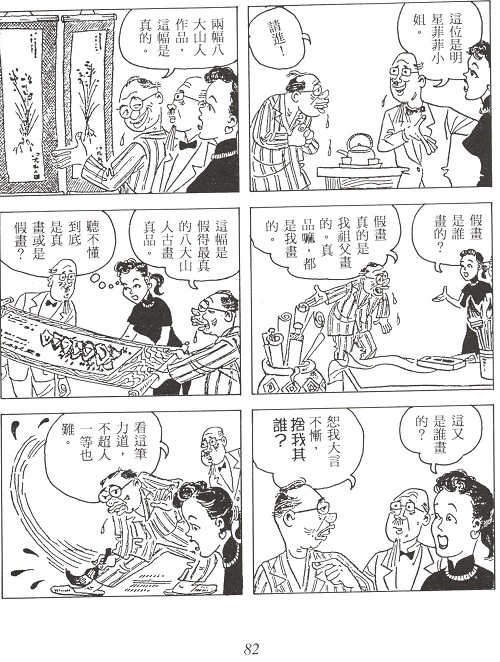 這位是明
星菲菲小
姐。
請進！
兩幅八
大山人
作品，
這幅是
真的。
假畫
是誰
畫的？
假畫
真的是
我祖父畫
的。真
品嘛，都
是我畫
的。
這幅是
假得最真
的八大山
人古畫
真品。
聽不懂
到底
是真
畫或是
假畫？
這又
是誰畫
的？
恕我大言
不慚，
捨我其
誰？
看這筆
力道，
不超人
一等也
難。
82